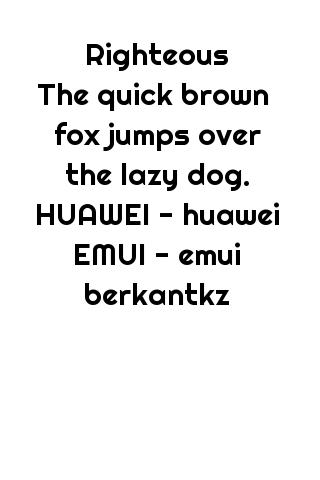 Righteous
The quick brown
fox jumps over
the lazy dog.
HUAWEI - huawei
EMUI - emui
berkantkz